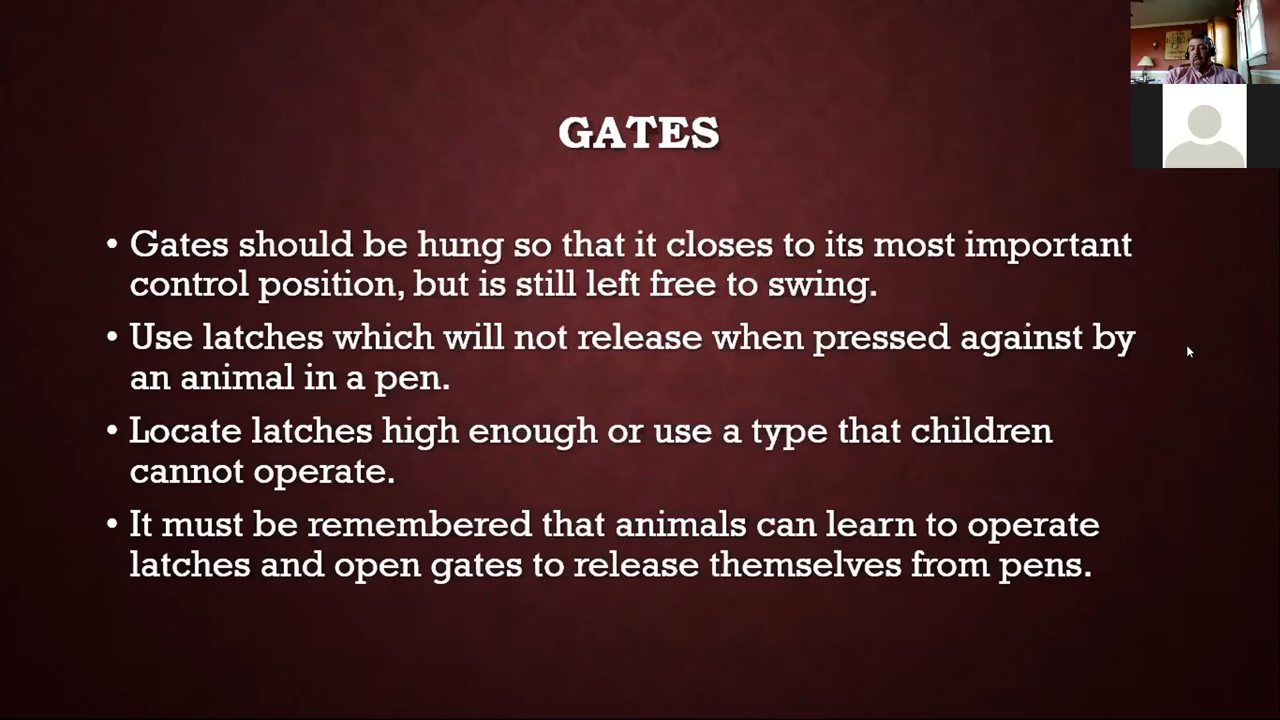 GATES
• Gates should be hung so that it closes to its most important
control position, but is still left free to swing.
• Use latches which will not release when pressed against by
an animal in a pen.
• Locate latches high enough or use a type that children
cannot operate.
• It must be remembered that animals can learn to operate
latches and open gates to release themselves from pens.